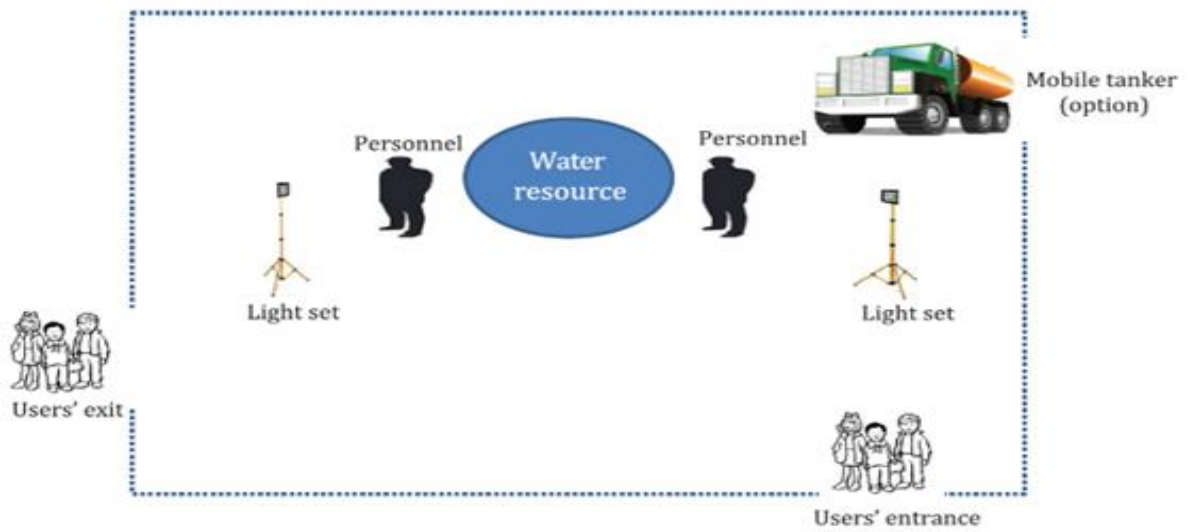 Mobile tanker
(option)
Personnel
Personnel
Water
resource
Light set
Light set
Users' exit
Users' entrance